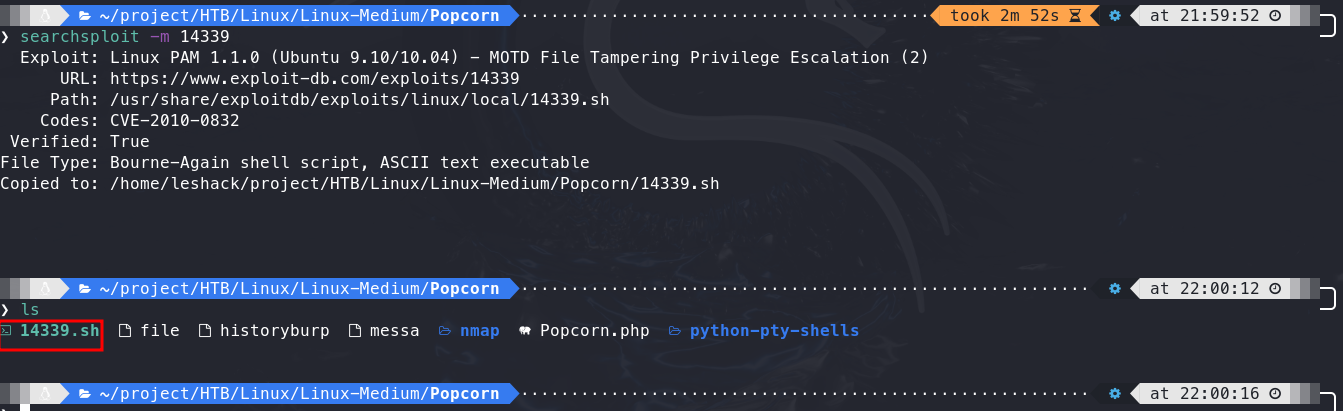 ~/project/HTB/Linux/Linux-Medium/Popcorn took 2m 52s at 21:59:52
❯ searchsploit -m 14339
Exploit: Linux PAM 1.1.0 (Ubuntu 9.10/10.04) - MOTD File Tampering Privilege Escalation (2)
URL: https://www.exploit-db.com/exploits/14339
Path: /usr/share/exploitdb/exploits/linux/local/14339.sh
Codes: CVE-2010-0832
Verified: True
File Type: Bourne-Again shell script, ASCII text executable
Copied to: /home/leshack/project/HTB/Linux/Linux-Medium/Popcorn/14339.sh
~/project/HTB/Linux/Linux-Medium/Popcorn at 22:00:12
❯ ls
14339.sh file historyburp messa nmap Popcorn.php python-pty-shells
~/project/HTB/Linux/Linux-Medium/Popcorn at 22:00:16